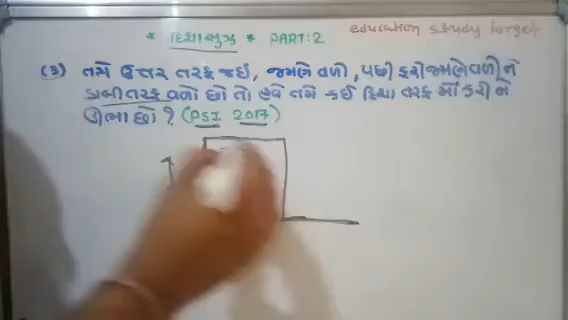 education study target
* દિશાસુઝ * PART:2
(3) તમે ઉત્તર તરફ જઈ, જમણે વળી, પછી ફરી જમણે વળીને
ડાબી તરફ વળો છો તો હવે તમે કઈ દિશા તરફ મોં કરીને
ઊભા છો ? (PSI 2017)